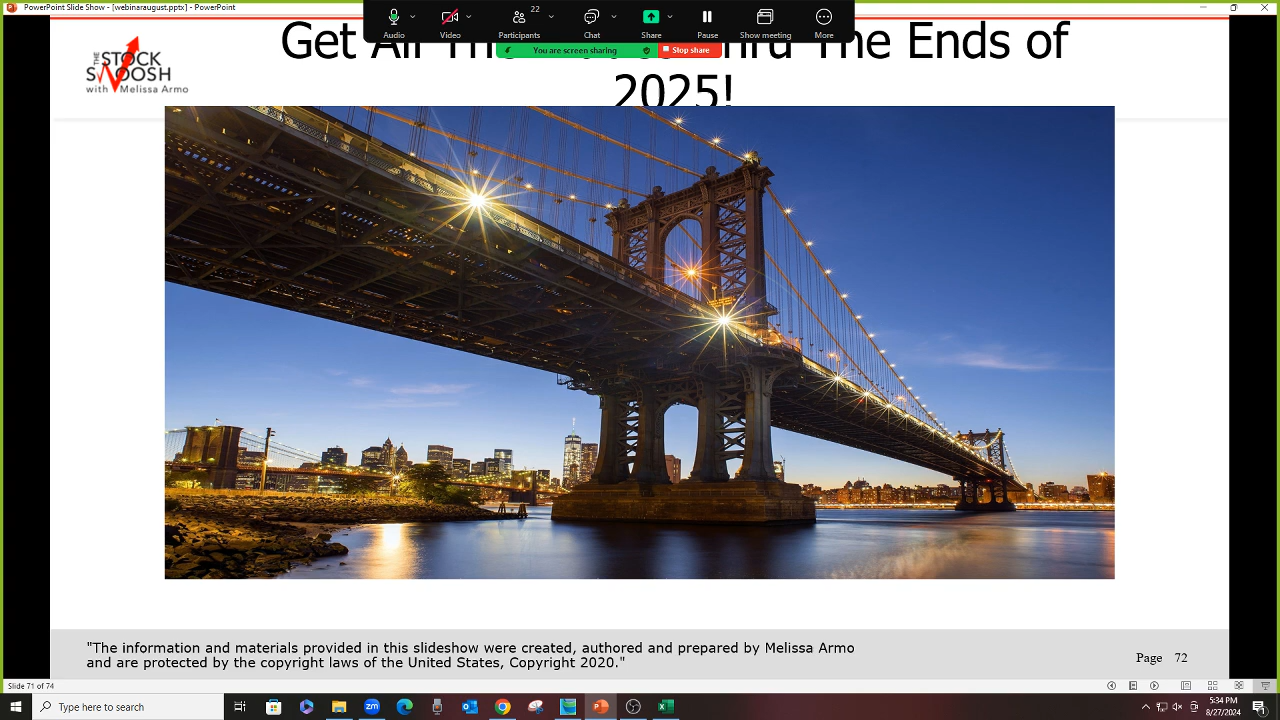 PowerPoint Slide Show - [webinaraugust.pptx] - PowerPoint
22
Audio Video Participants Chat Share Pause Show meeting More
You are screen sharing Stop share
Get All The Ends of
2025!
THE STOCK
SWOOSH
with Melissa Armo
"The information and materials provided in this slideshow were created, authored and prepared by Melissa Armo
and are protected by the copyright laws of the United States, Copyright 2020."
Page 72
Slide 71 of 74
Type here to search
zm
5:34 PM
8/27/2024